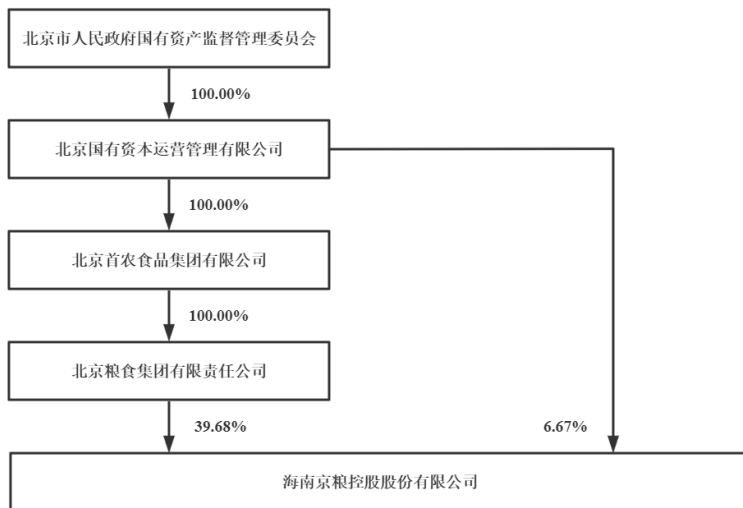 北京市人民政府国有资产监督管理委员会
100.00%
北京国有资本运营管理有限公司
100.00%
北京首农食品集团有限公司
100.00%
北京粮食集团有限责任公司
39.68%
6.67%
海南京粮控股股份有限公司